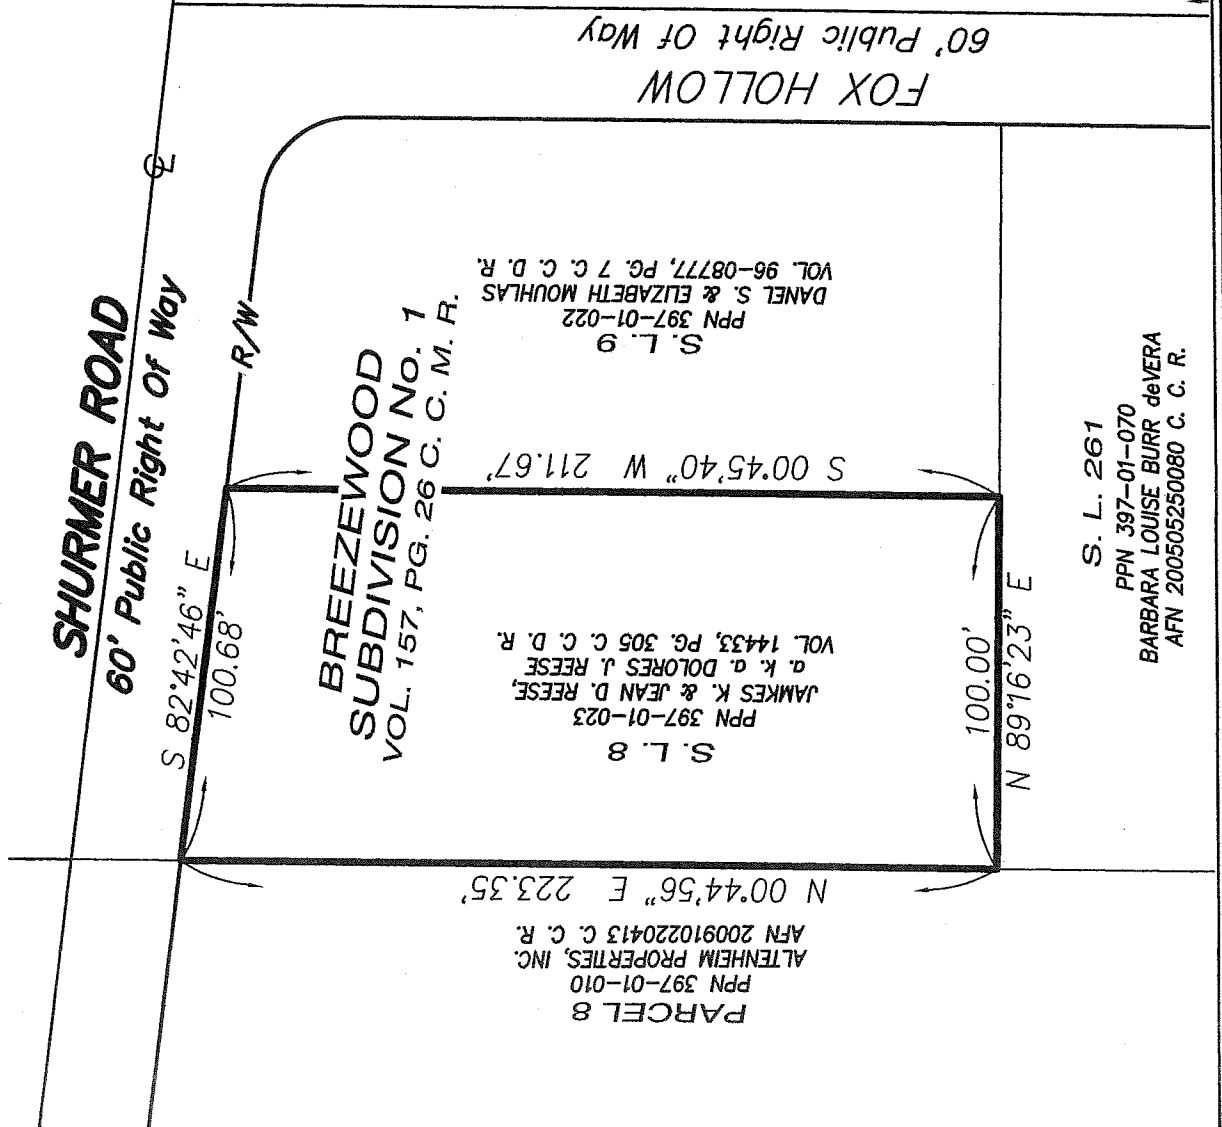 60' Public Right Of Way
FOX HOLLOW
SHURMER ROAD
60' Public Right Of Way
℄
R/W
BREEZEWOOD
SUBDIVISION No. 1
VOL. 157, PG. 26 C. C. M. R.
S. L. 9
PPN 397-01-022
DANEL S. & ELIZABETH MOUHLAS
VOL. 96-08777, PG. 7 C. C. D. R.
S 00°45'40" W 211.67'
S 82°42'46" E
100.68'
S. L. 8
PPN 397-01-023
JAMKES K. & JEAN D. REESE,
a. k. a. DOLORES J. REESE
VOL. 14433, PG. 305 C. C. D. R.
100.00'
N 89°16'23" E
S. L. 261
PPN 397-01-070
BARBARA LOUISE BURR deVERA
AFN 200505250080 C. C. R.
N 00°44'56" E 223.35'
PARCEL 8
PPN 397-01-010
ALTENHEIM PROPERTIES, INC.
AFN 200910220413 C. C. R.